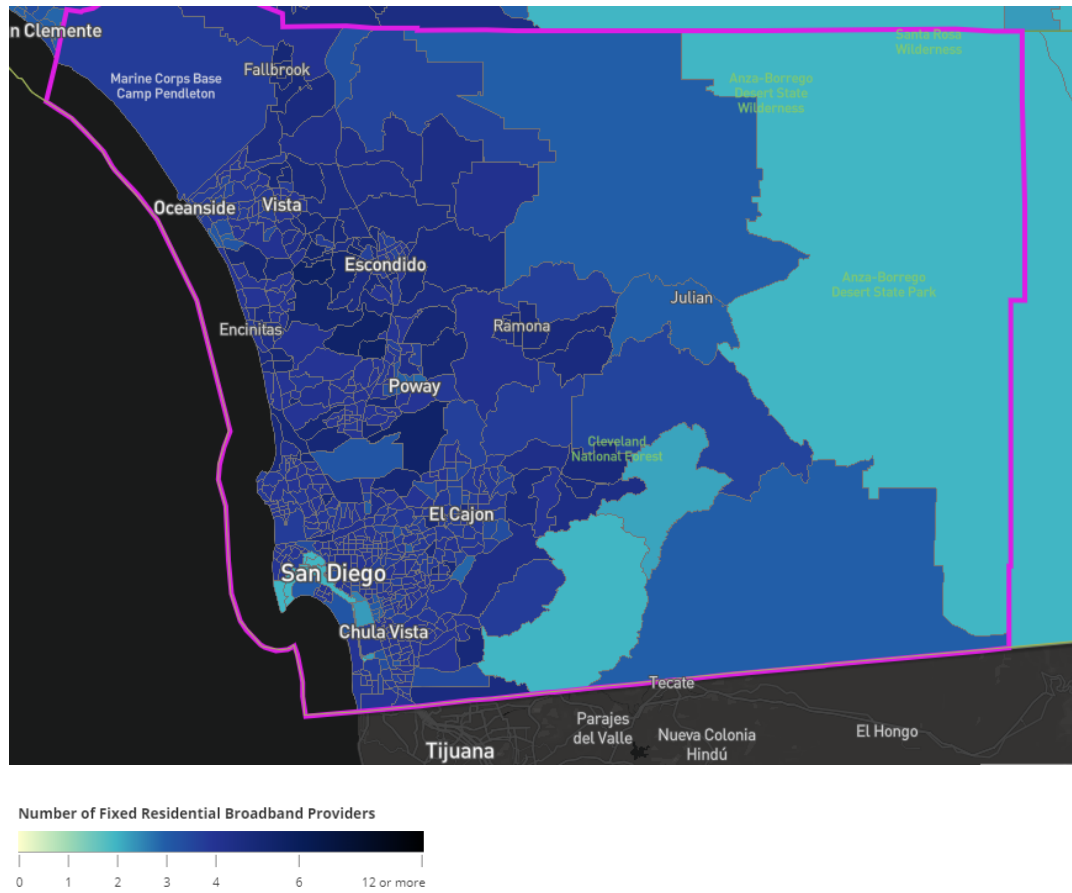 n Clemente
Santa Rosa
Wilderness
Fallbrook
Marine Corps Base
Camp Pendleton
Anza-Borrego
Desert State
Wilderness
Oceanside
Vista
Escondido
Anza-Borrego
Desert State Park
Julian
Encinitas
Ramona
Poway
Cleveland
National Forest
El Cajon
San Diego
Chula Vista
Tecate
Parajes
del Valle
Nueva Colonia
Hindú
El Hongo
Tijuana
Number of Fixed Residential Broadband Providers
0 1 2 3 4 6 12 or more